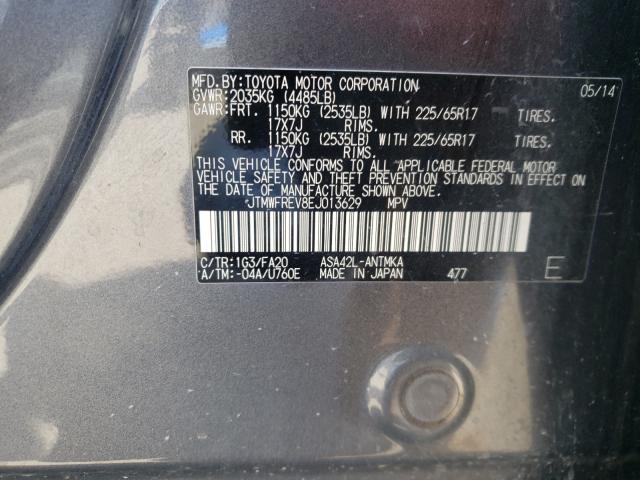 MFD.BY:TOYOTA MOTOR CORPORATION 05/14
GVWR:2035KG (4485LB)
GAWR:FRT. 1150KG (2535LB) WITH 225/65R17 TIRES.
17X7J RIMS.
RR. 1150KG (2535LB) WITH 225/65R17 TIRES.
17X7J RIMS.
THIS VEHICLE CONFORMS TO ALL APPLICABLE FEDERAL MOTOR
VEHICLE SAFETY AND THEFT PREVENTION STANDARDS IN EFFECT ON
THE DATE OF MANUFACTURE SHOWN ABOVE.
JTMWFREV8EJ013629 MPV
C/TR:1G3/FA20 ASA42L-ANTMKA
A/TM:-04A/U760E MADE IN JAPAN 477 E